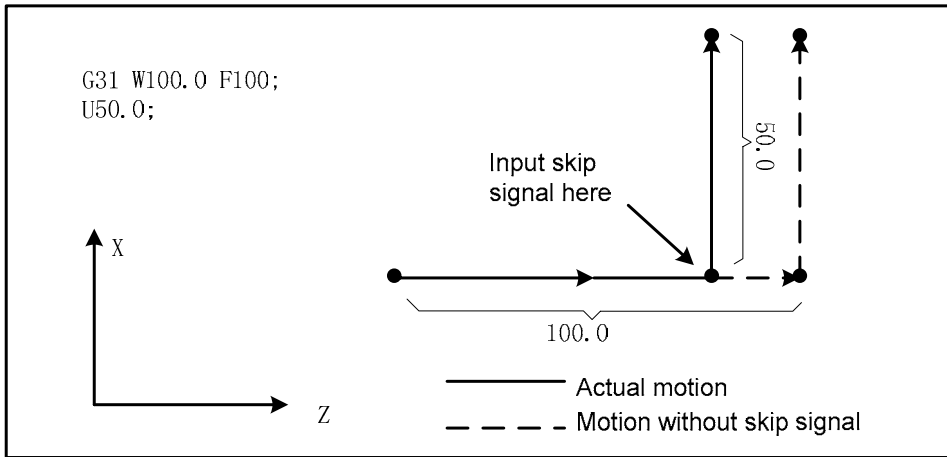 G31 W100.0 F100;
U50.0;
Input skip
signal here
50.0
X
Z
100.0
Actual motion
Motion without skip signal